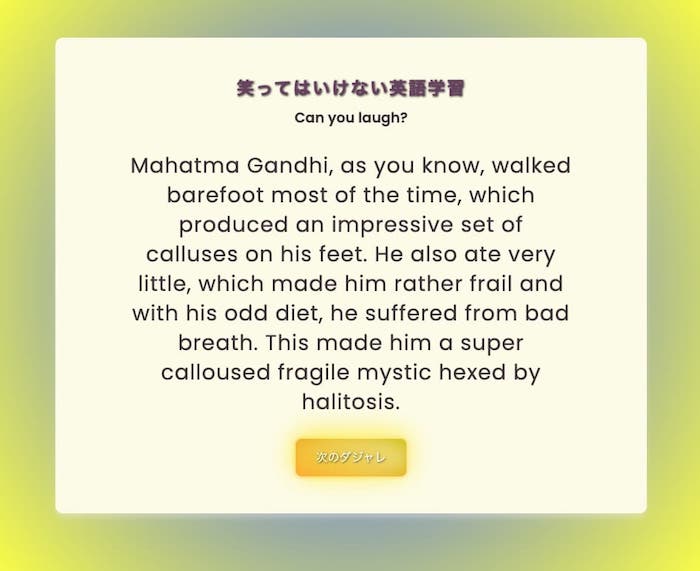 笑ってはいけない英語学習
Can you laugh?
Mahatma Gandhi, as you know, walked
barefoot most of the time, which
produced an impressive set of
calluses on his feet. He also ate very
little, which made him rather frail and
with his odd diet, he suffered from bad
breath. This made him a super
calloused fragile mystic hexed by
halitosis.
次のダジャレ